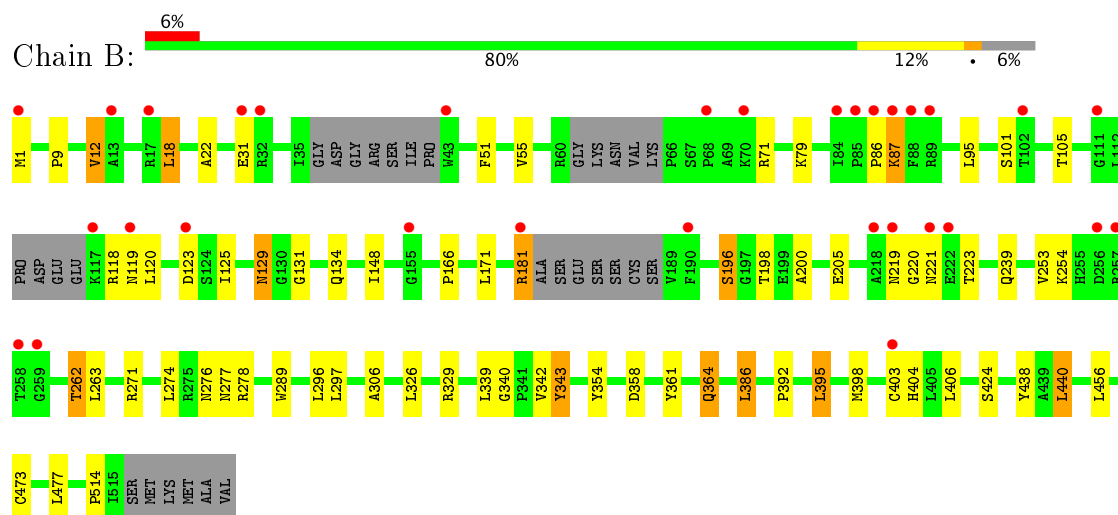 6%
Chain B:
80% 12% • 6%
M1 P9 V12 A13 R17 L18 A22 E31 R32 I35 GLY ASP GLY ARG SER ILE PRO W43 F51 V55 R60 GLY LYS ASN VAL LYS P66 S67 P68 A69 K70 R71 K79 I84 P85 P86 K87 F88 R89 L95 S101 T102 T105 G111 L112
PRO ASP GLU GLU K117 R118 N119 L120 D123 S124 I125 N129 G130 G131 Q134 I148 G155 P166 L171 R181 ALA SER GLU SER SER CYS SER V189 F190 S196 G197 T198 E199 A200 E205 A218 N219 G220 N221 E222 T223 Q239 V253 K254 H255 D256 R257
T258 G259 T262 L263 R271 L274 R275 N276 N277 R278 W289 L296 L297 A306 L326 R329 L339 G340 P341 V342 Y343 Y354 D358 Y361 Q364 L386 P392 L395 M398 C403 H404 L405 L406 S424 Y438 A439 L440 L456
C473 L477 P514 I515 SER MET LYS MET ALA VAL